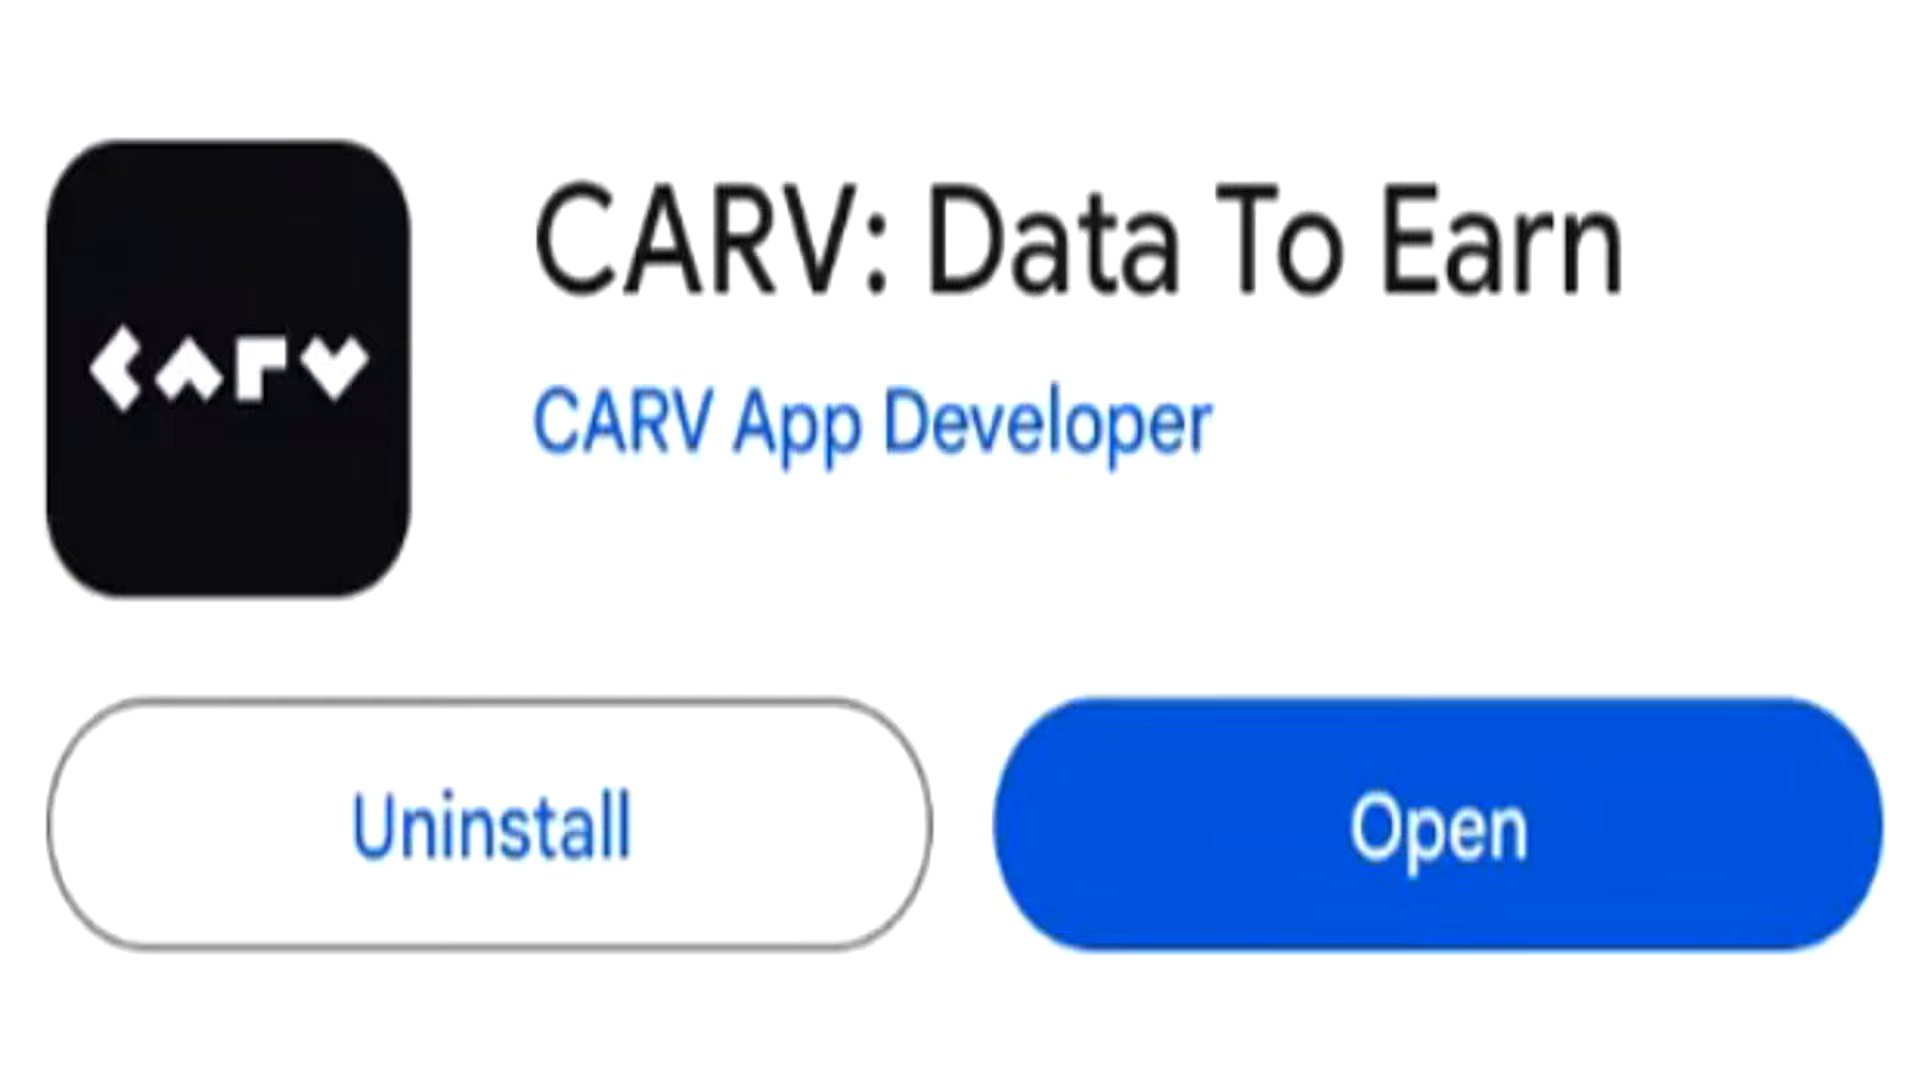 CARV
CARV: Data To Earn
CARV App Developer
Uninstall
Open